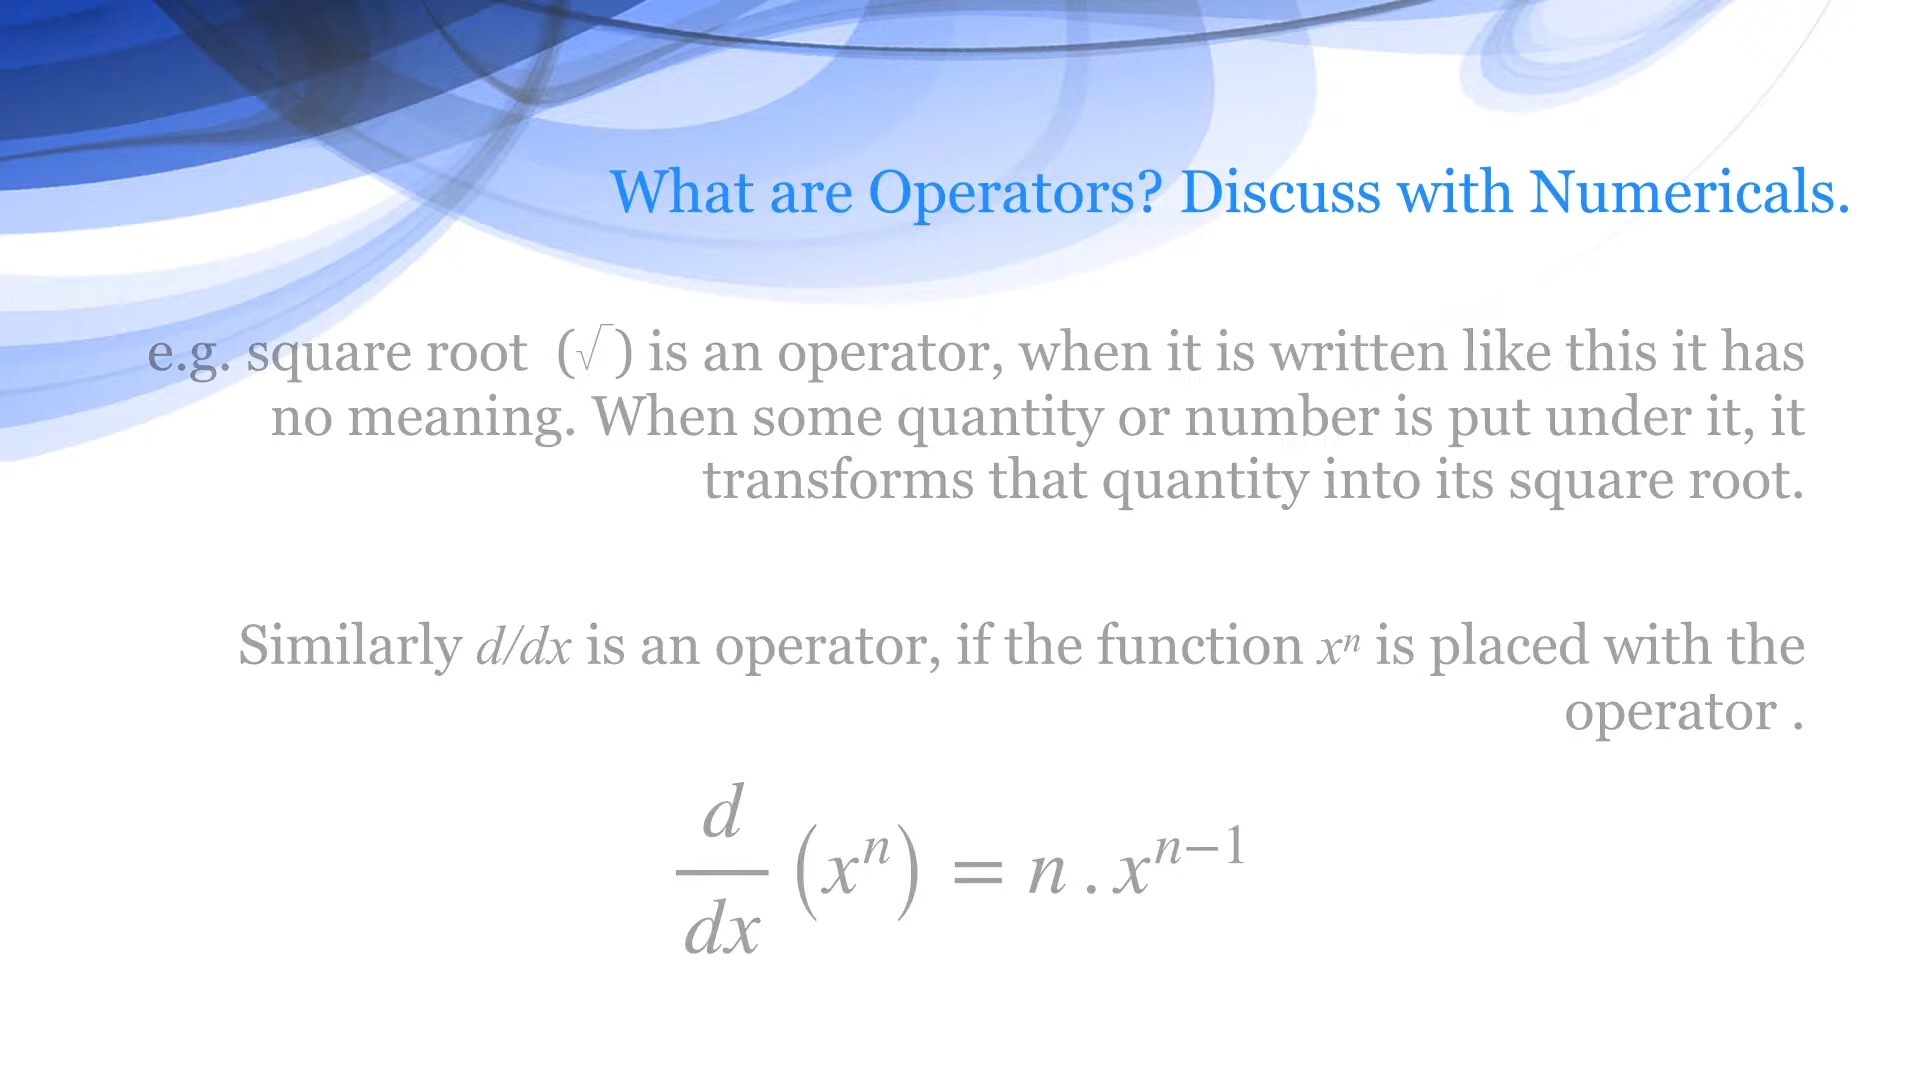 What are Operators? Discuss with Numericals.
e.g. square root (√ ) is an operator, when it is written like this it has
no meaning. When some quantity or number is put under it, it
transforms that quantity into its square root.
Similarly d/dx is an operator, if the function xⁿ is placed with the
operator .
d/dx (xⁿ) = n . xⁿ⁻¹